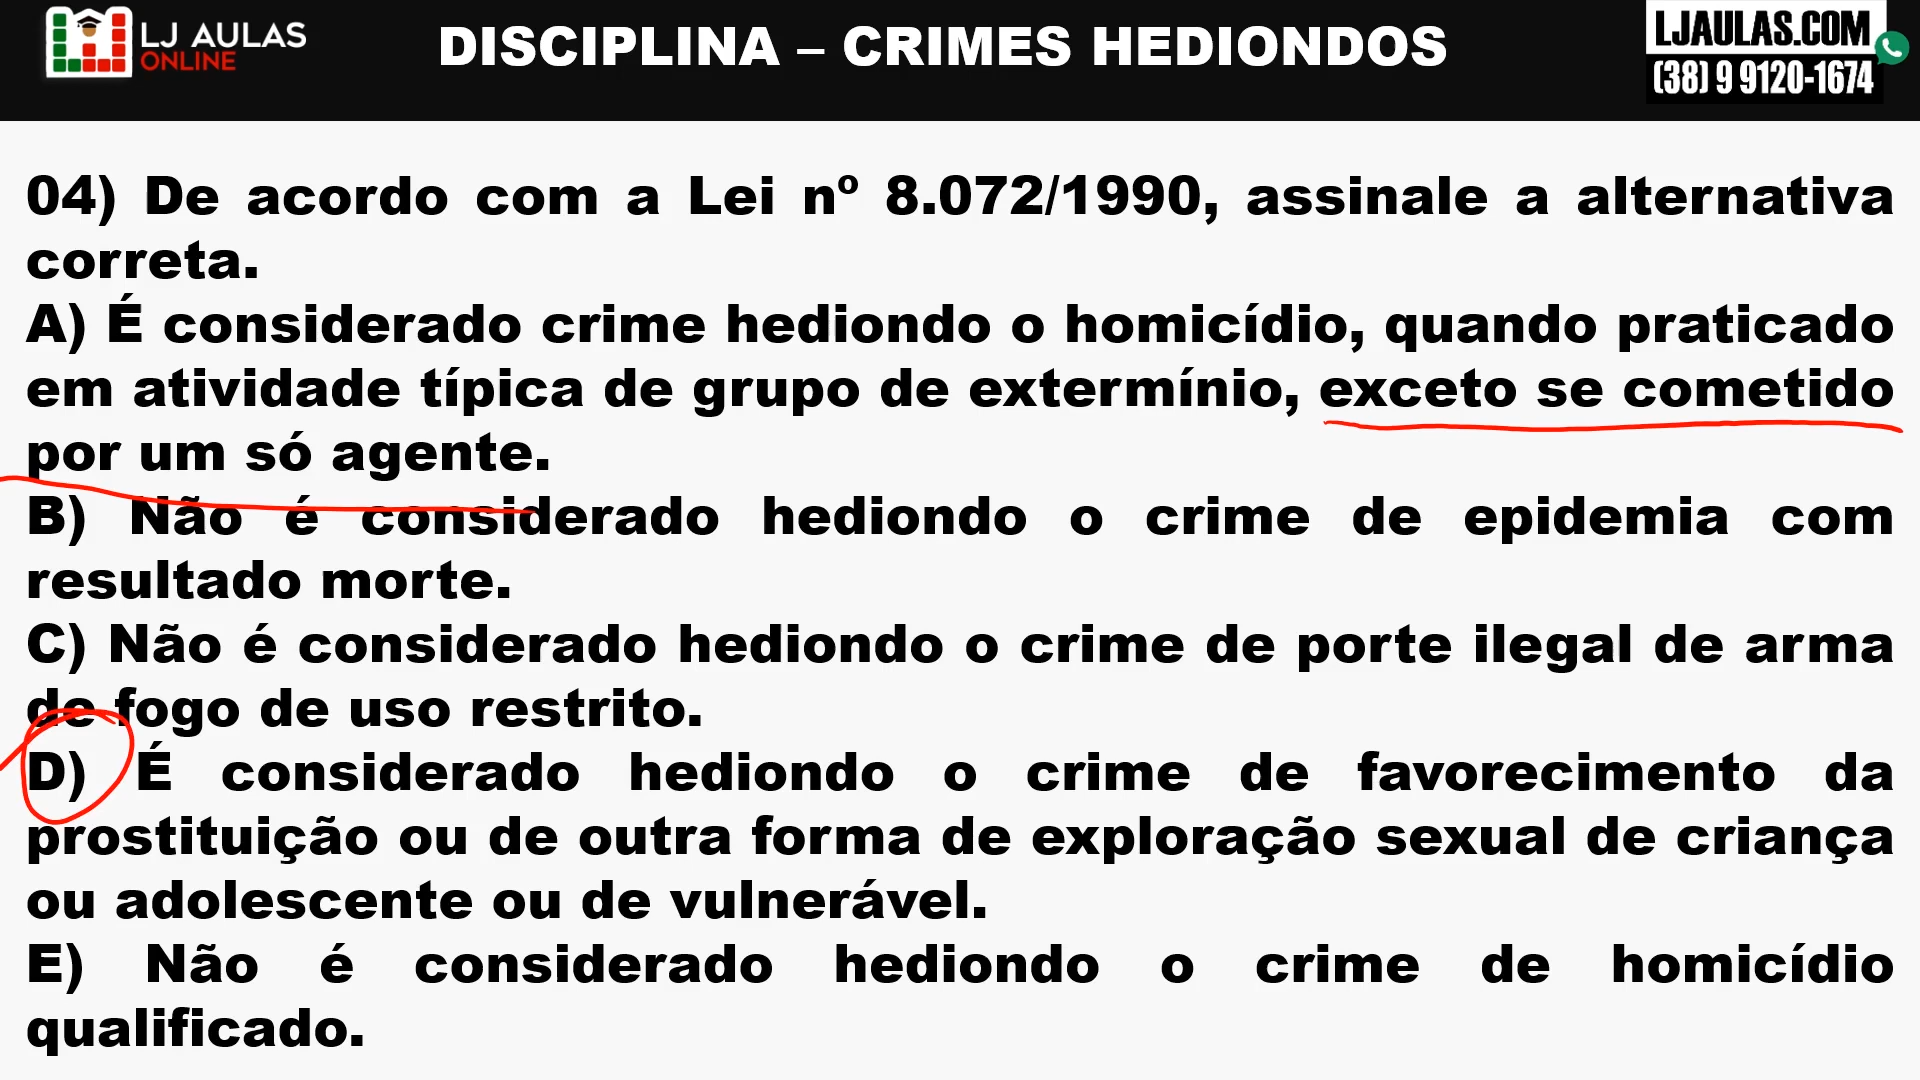 LJ AULAS
ONLINE
DISCIPLINA – CRIMES HEDIONDOS
LJAULAS.COM
(38) 9 9120-1674
04) De acordo com a Lei nº 8.072/1990, assinale a alternativa
correta.
A) É considerado crime hediondo o homicídio, quando praticado
em atividade típica de grupo de extermínio, exceto se cometido
por um só agente.
B) Não é considerado hediondo o crime de epidemia com
resultado morte.
C) Não é considerado hediondo o crime de porte ilegal de arma
de fogo de uso restrito.
D) É considerado hediondo o crime de favorecimento da
prostituição ou de outra forma de exploração sexual de criança
ou adolescente ou de vulnerável.
E) Não é considerado hediondo o crime de homicídio
qualificado.